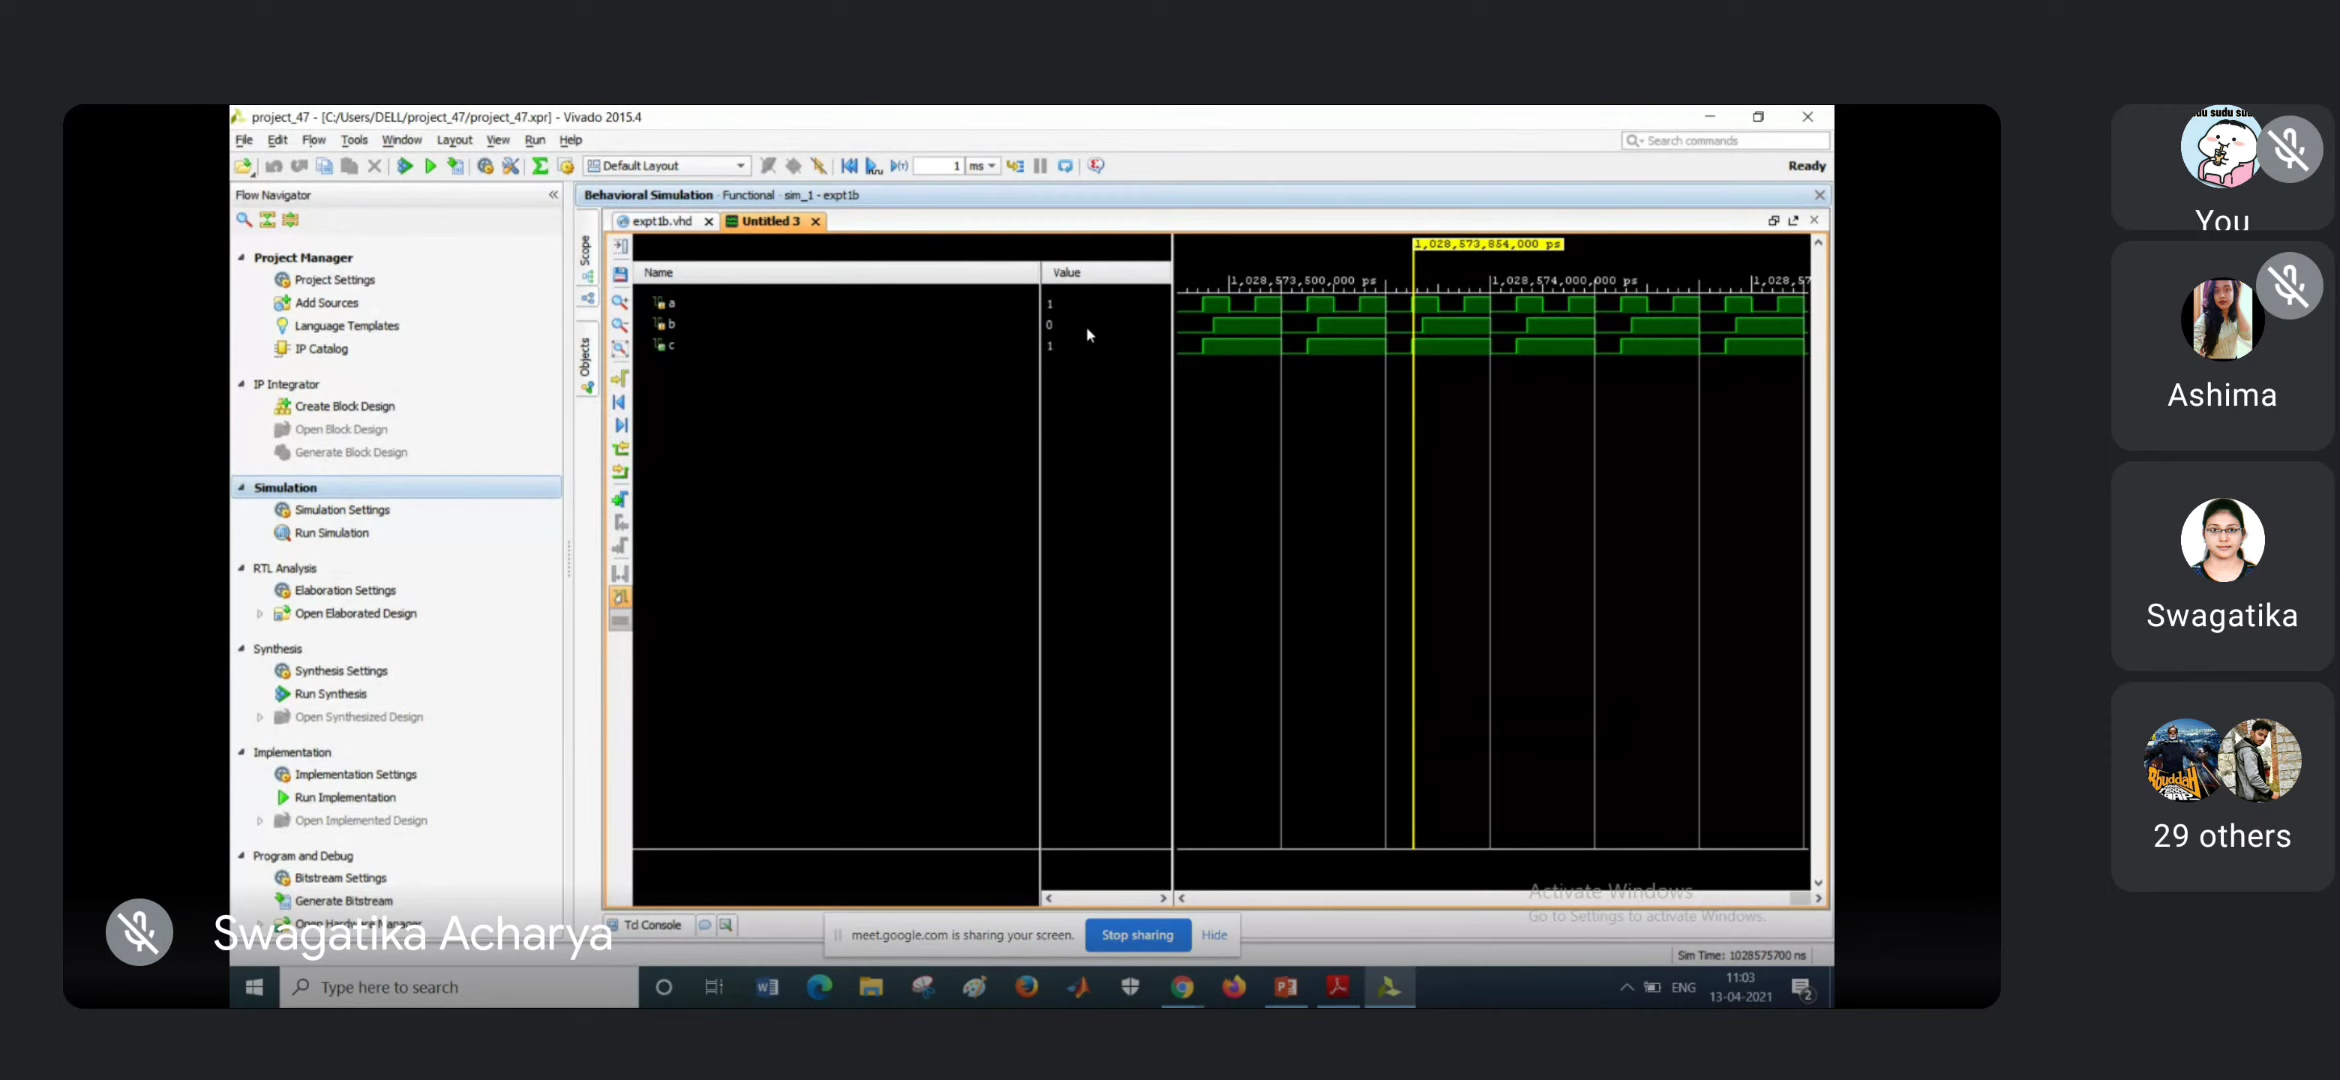 project_47 - [C:/Users/DELL/project_47/project_47.xpr] - Vivado 2015.4
File Edit Flow Tools Window Layout View Run Help
Search commands
Default Layout
1 ms
Ready
Flow Navigator
Behavioral Simulation - Functional - sim_1 - expt1b
expt1b.vhd
Untitled 3
Scope
Objects
Project Manager
Project Settings
Add Sources
Language Templates
IP Catalog
IP Integrator
Create Block Design
Open Block Design
Generate Block Design
Simulation
Simulation Settings
Run Simulation
RTL Analysis
Elaboration Settings
Open Elaborated Design
Synthesis
Synthesis Settings
Run Synthesis
Open Synthesized Design
Implementation
Implementation Settings
Run Implementation
Open Implemented Design
Program and Debug
Bitstream Settings
Generate Bitstream
Open Hardware Manager
Name Value
a 1
b 0
c 1
1,028,573,854,000 ps
1,028,573,500,000 ps
1,028,574,000,000 ps
1,028,57
Activate Windows
Go to Settings to activate Windows.
Tcl Console
meet.google.com is sharing your screen.
Stop sharing
Hide
Sim Time: 1028575700 ns
Swagatika Acharya
Type here to search
ENG
11:03
13-04-2021
2
You
Ashima
Swagatika
29 others